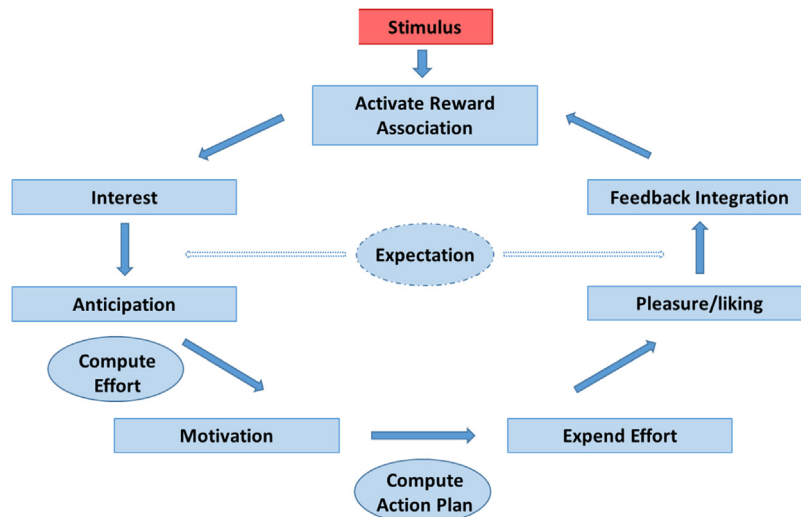 Stimulus
Activate Reward
Association
Interest
Feedback Integration
Expectation
Anticipation
Pleasure/liking
Compute
Effort
Motivation
Expend Effort
Compute
Action Plan